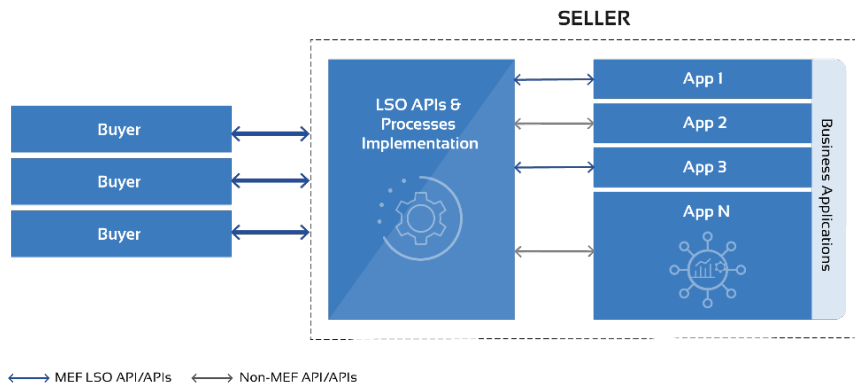 SELLER
Buyer
Buyer
Buyer
LSO APIs &
Processes
Implementation
App 1
App 2
App 3
App N
Business Applications
MEF LSO API/APIs
Non-MEF API/APIs